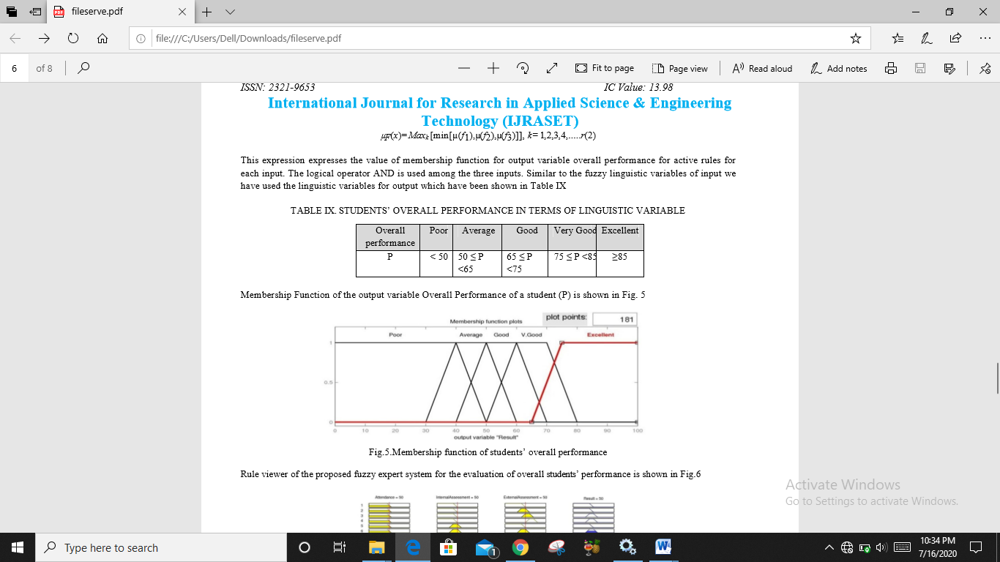 fileserve.pdf
file:///C:/Users/Dell/Downloads/fileserve.pdf
6 of 8
Fit to page
Page view
Read aloud
Add notes
ISSN: 2321-9653 IC Value: 13.98
International Journal for Research in Applied Science & Engineering
Technology (IJRASET)
μF(x)=Maxk [min[μ(f1),μ(f2),μ(f3)]], k= 1,2,3,4,.....r(2)
This expression expresses the value of membership function for output variable overall performance for active rules for
each input. The logical operator AND is used among the three inputs. Similar to the fuzzy linguistic variables of input we
have used the linguistic variables for output which have been shown in Table IX
TABLE IX. STUDENTS’ OVERALL PERFORMANCE IN TERMS OF LINGUISTIC VARIABLE
Overall Poor Average Good Very Good Excellent
performance
P < 50 50 ≤ P 65 ≤ P 75 ≤ P <85 ≥85
<65 <75
Membership Function of the output variable Overall Performance of a student (P) is shown in Fig. 5
Membership function plots plot points: 181
Poor Average Good V.Good Excellent
1
0.5
0
0 10 20 30 40 50 60 70 80 90 100
output variable "Result"
Fig.5.Membership function of students’ overall performance
Rule viewer of the proposed fuzzy expert system for the evaluation of overall students’ performance is shown in Fig.6
Attendance = 50 InternalAssessment = 50 ExternalAssessment = 50 Result = 50
1
2
3
4
5
6
Activate Windows
Go to Settings to activate Windows.
Type here to search
1
10:34 PM
7/16/2020